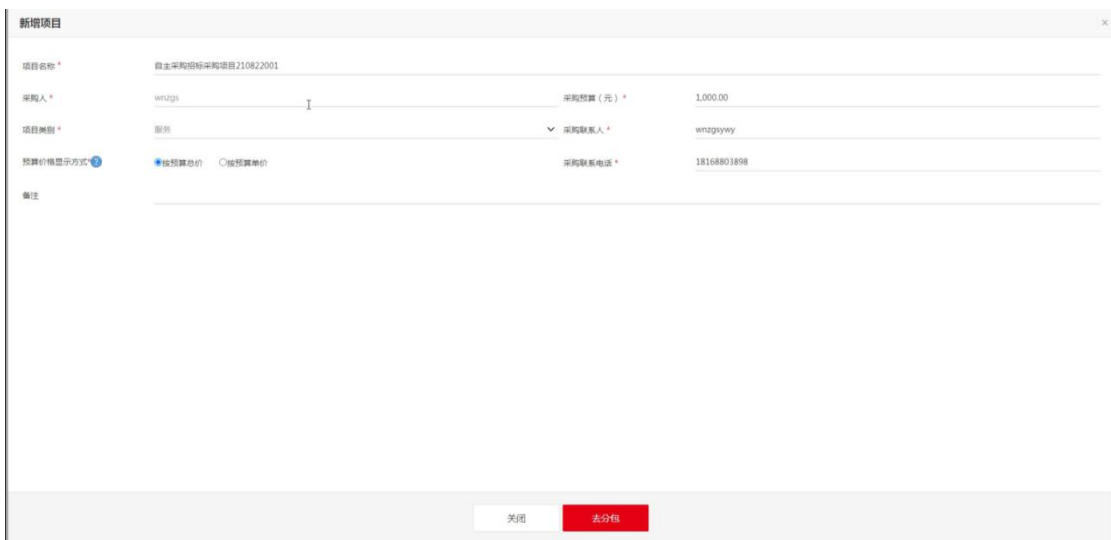 新增项目 ×
项目名称 * 自主采购招标采购项目210822001
采购人 * wnzgs 采购预算（元） * 1,000.00
项目类别 * 服务 采购联系人 * wnzgsywy
预算价格显示方式* ? 按预算总价 按预算单价 采购联系电话 * 18168803898
备注
关闭 去分包